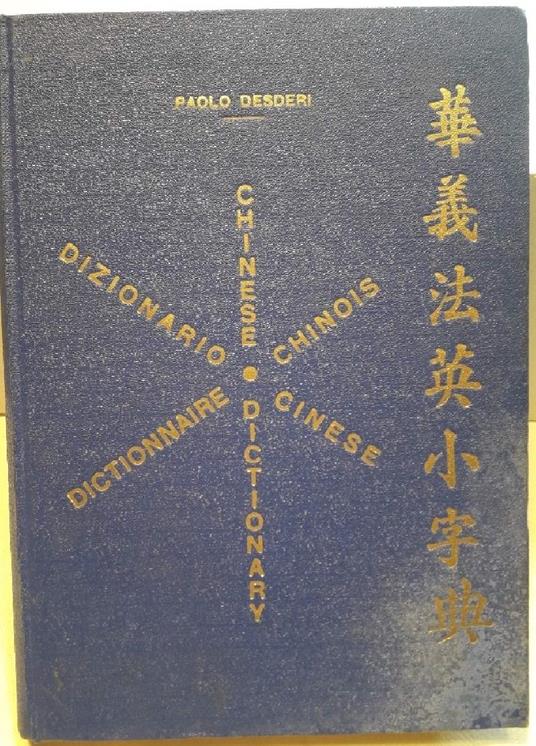 PAOLO DESDERI
CHINESE DICTIONARY
DIZIONARIO CINESE
DICTIONNAIRE CHINOIS
華義法英小字典